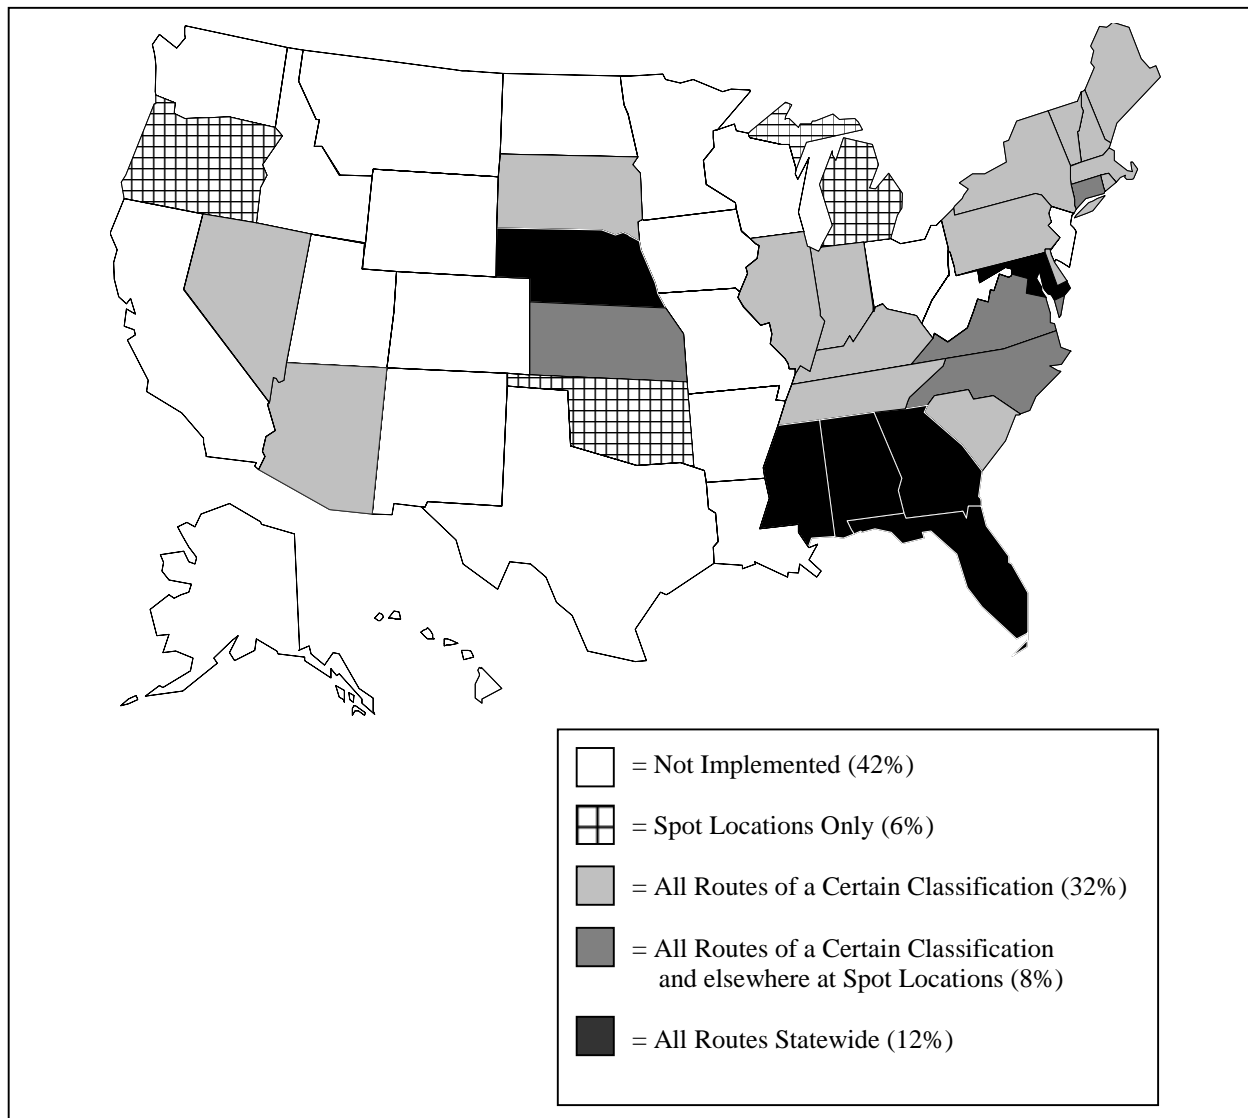 = Not Implemented (42%)
= Spot Locations Only (6%)
= All Routes of a Certain Classification (32%)
= All Routes of a Certain Classification
and elsewhere at Spot Locations (8%)
= All Routes Statewide (12%)